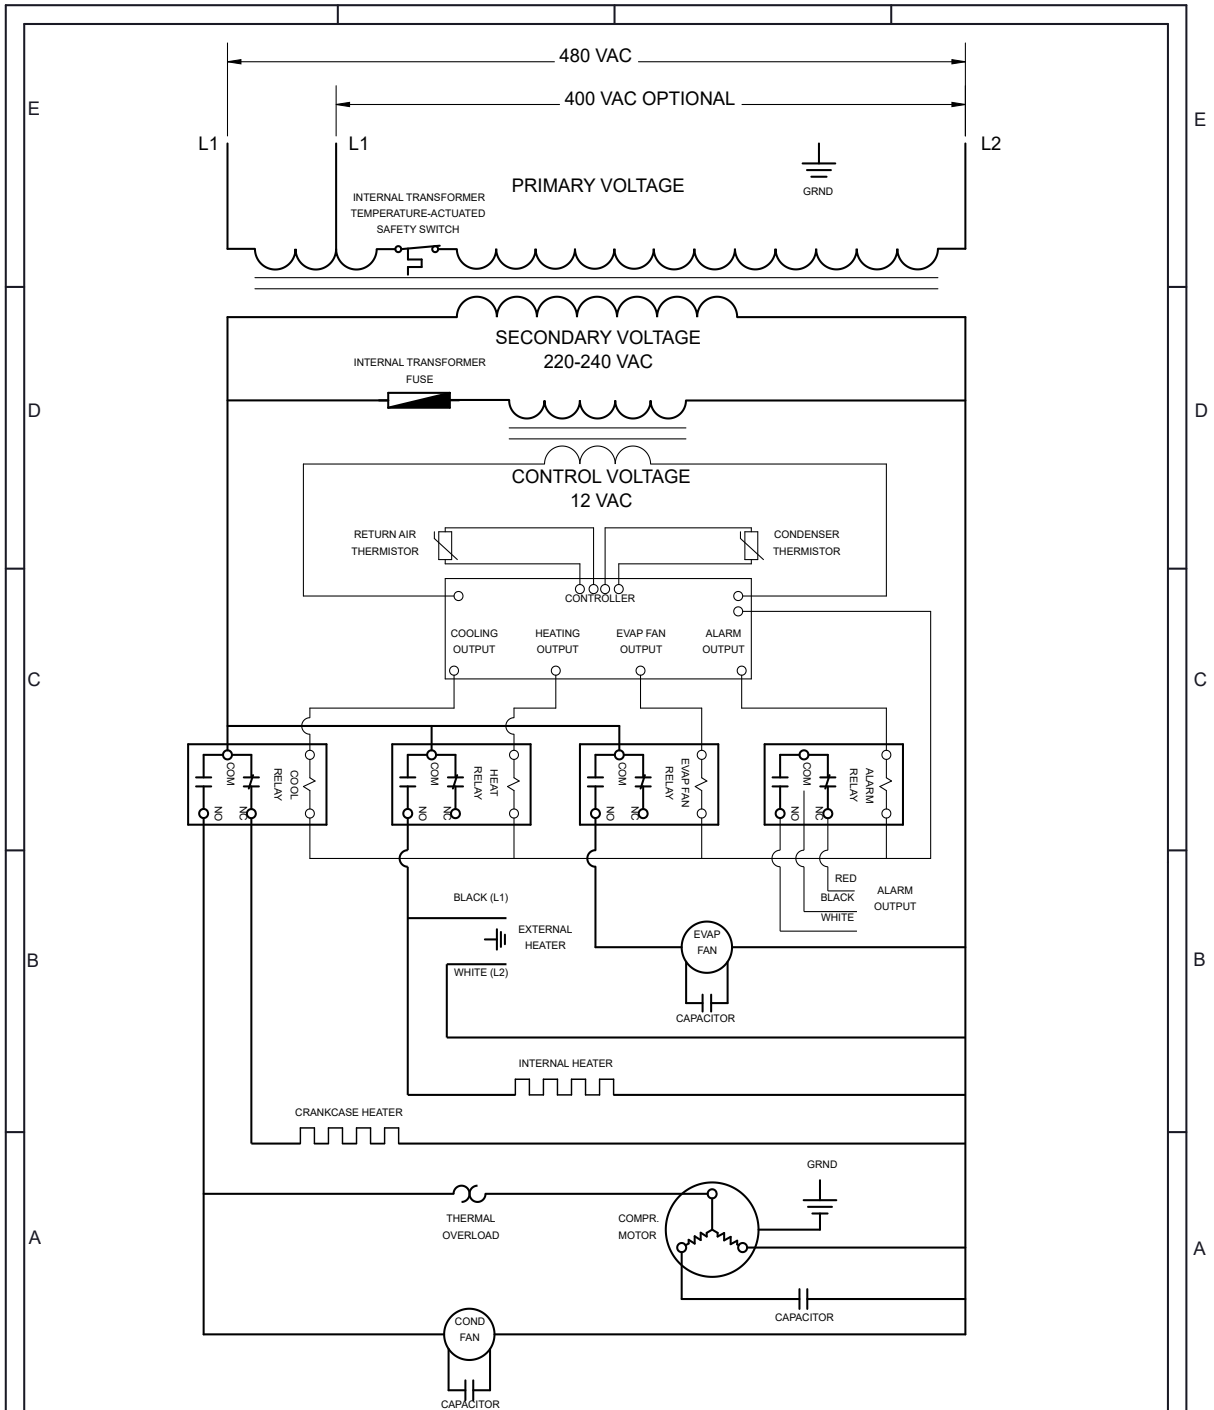 480 VAC
400 VAC OPTIONAL
E
E
L1
L1
L2
PRIMARY VOLTAGE
GRND
INTERNAL TRANSFORMER
TEMPERATURE-ACTUATED
SAFETY SWITCH
SECONDARY VOLTAGE
220-240 VAC
INTERNAL TRANSFORMER
FUSE
D
D
CONTROL VOLTAGE
12 VAC
RETURN AIR
THERMISTOR
CONDENSER
THERMISTOR
CONTROLLER
COOLING
OUTPUT
HEATING
OUTPUT
EVAP FAN
OUTPUT
ALARM
OUTPUT
C
C
COM
NO
NC
COOL
RELAY
COM
NO
NC
HEAT
RELAY
COM
NO
NC
EVAP FAN
RELAY
COM
NO
NC
ALARM
RELAY
RED
BLACK
WHITE
ALARM
OUTPUT
BLACK (L1)
EXTERNAL
HEATER
WHITE (L2)
EVAP
FAN
CAPACITOR
B
B
INTERNAL HEATER
CRANKCASE HEATER
GRND
THERMAL
OVERLOAD
COMPR.
MOTOR
A
A
CAPACITOR
COND
FAN
CAPACITOR